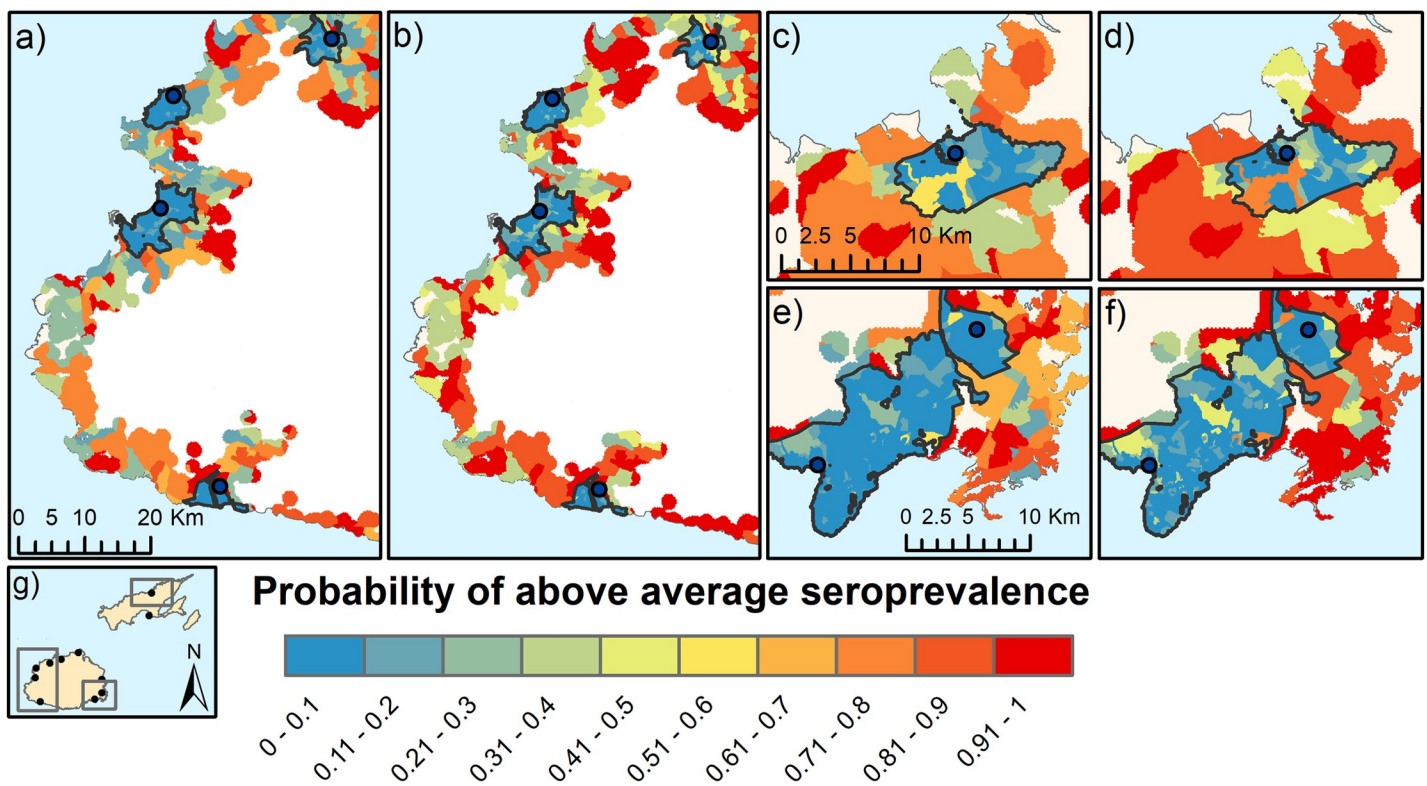 a)
b)
c)
d)
0 2.5 5 10 Km
e)
f)
0 5 10 20 Km
0 2.5 5 10 Km
g)
N
Probability of above average seroprevalence
0 - 0.1
0.11 - 0.2
0.21 - 0.3
0.31 - 0.4
0.41 - 0.5
0.51 - 0.6
0.61 - 0.7
0.71 - 0.8
0.81 - 0.9
0.91 - 1